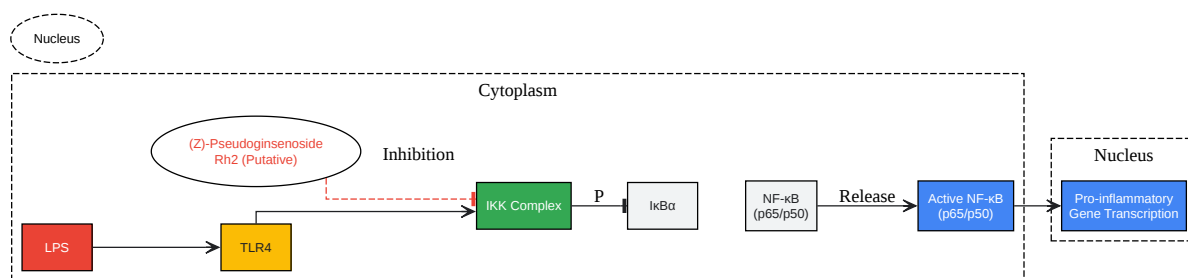 Nucleus
Cytoplasm
(Z)-Pseudoginsenoside
Rh2 (Putative)
Inhibition
Nucleus
IKK Complex
P
IκBα
NF-κB
(p65/p50)
Release
Active NF-κB
(p65/p50)
Pro-inflammatory
Gene Transcription
LPS
TLR4